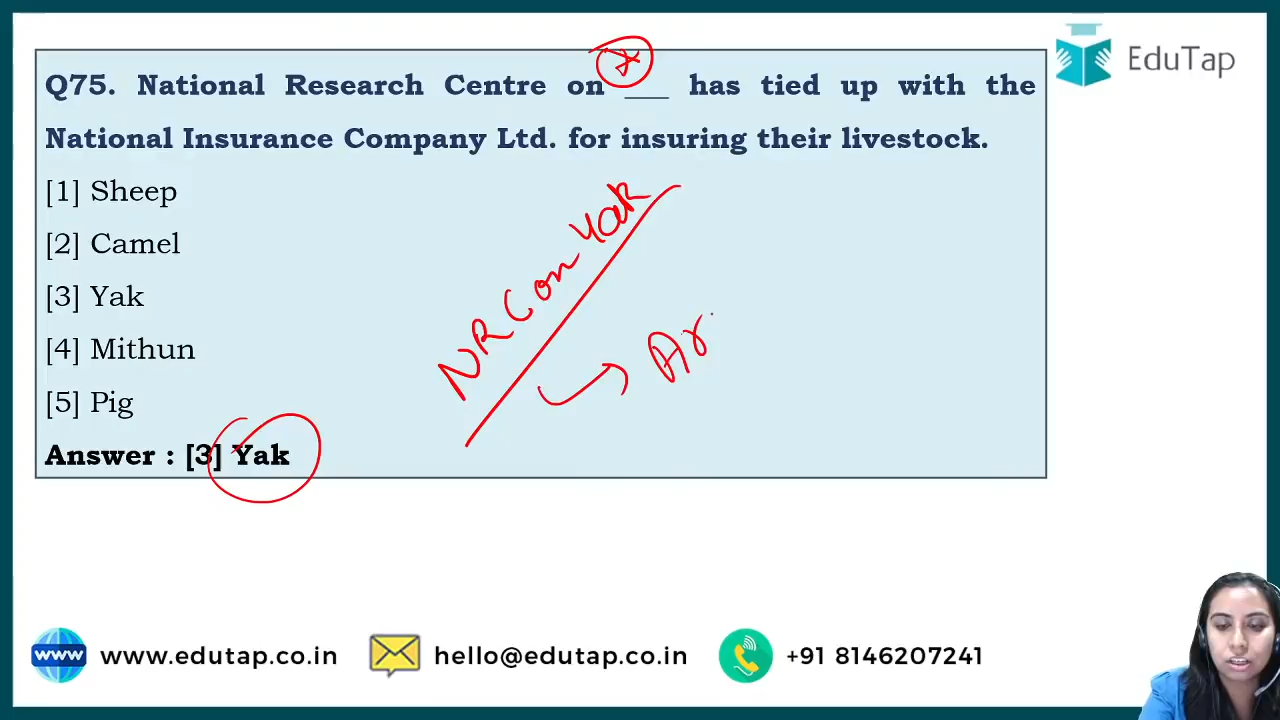 EduTap
Q75. National Research Centre on ___ has tied up with the
National Insurance Company Ltd. for insuring their livestock.
[1] Sheep
[2] Camel
[3] Yak
[4] Mithun
[5] Pig
Answer : [3] Yak
NRC on Yak
Ar
www
www.edutap.co.in
hello@edutap.co.in
+91 8146207241